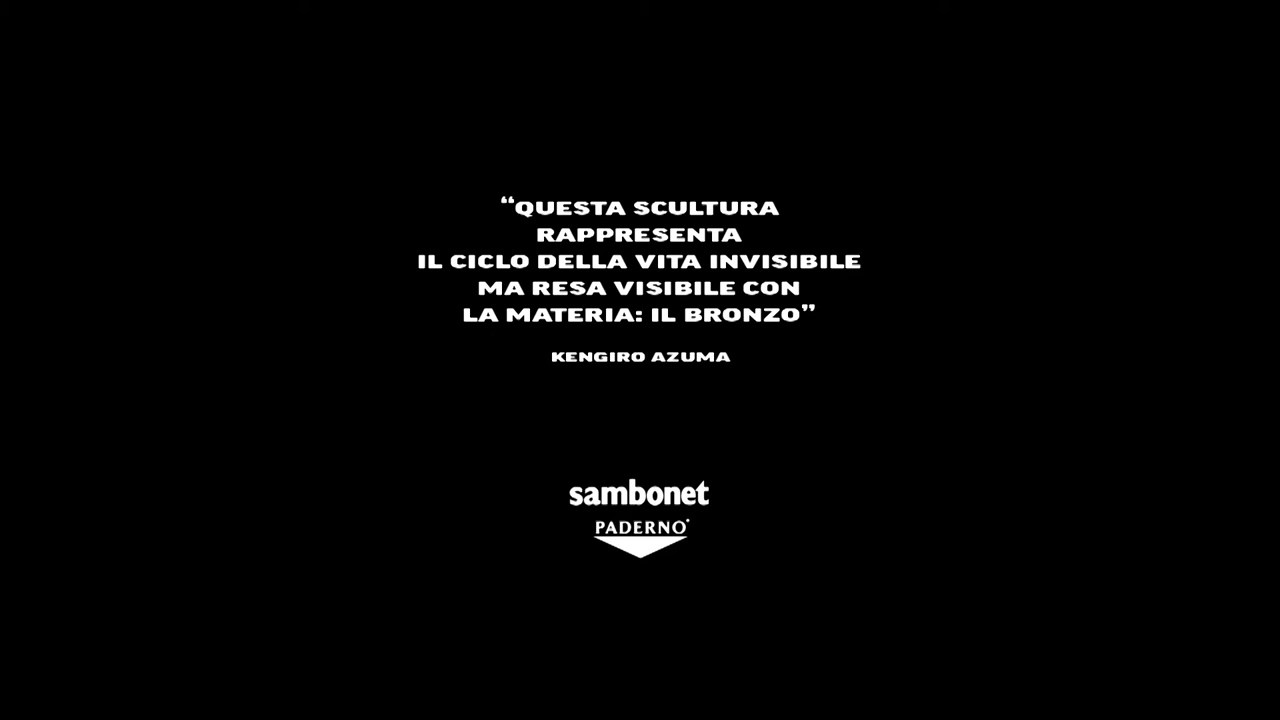 “QUESTA SCULTURA
RAPPRESENTA
IL CICLO DELLA VITA INVISIBILE
MA RESA VISIBILE CON
LA MATERIA: IL BRONZO”
KENGIRO AZUMA
sambonet
PADERNO